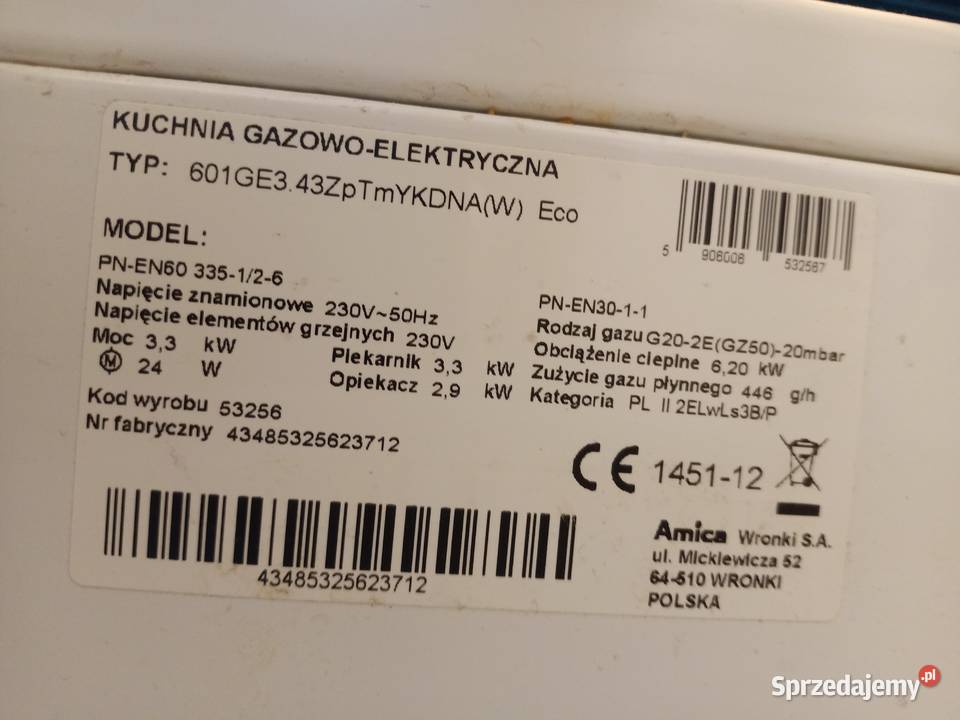 KUCHNIA GAZOWO-ELEKTRYCZNA
TYP: 601GE3.43ZpTmYKDNA(W) Eco
MODEL:
5 906006 532567
PN-EN60 335-1/2-6
Napięcie znamionowe 230V~50Hz
Napięcie elementów grzejnych 230V
Moc 3,3 kW Piekarnik 3,3 kW
M 24 W Opiekacz 2,9 kW
Kod wyrobu 53256
Nr fabryczny 43485325623712
PN-EN30-1-1
Rodzaj gazu G20-2E(GZ50)-20mbar
Obciążenie cieplne 6,20 kW
Zużycie gazu płynnego 446 g/h
Kategoria PL II 2ELwLs3B/P
CE 1451-12
43485325623712
Amica Wronki S.A.
ul. Mickiewicza 52
64-510 WRONKI
POLSKA
Sprzedajemy.pl